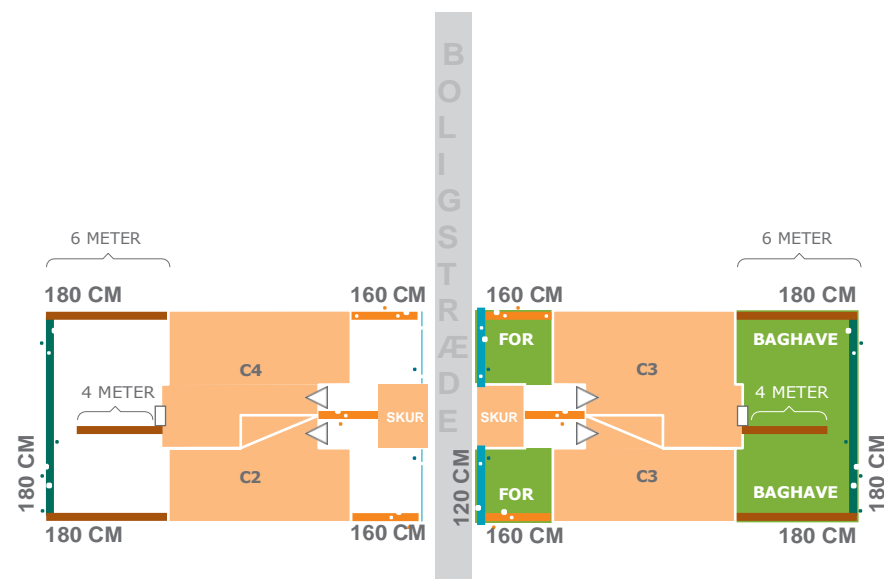 BOLIGSTRÆDE
6 METER
6 METER
180 CM
160 CM
160 CM
180 CM
FOR
BAGHAVE
C4
C3
4 METER
4 METER
SKUR
SKUR
180 CM
C2
120 CM
C3
180 CM
FOR
BAGHAVE
180 CM
160 CM
160 CM
180 CM